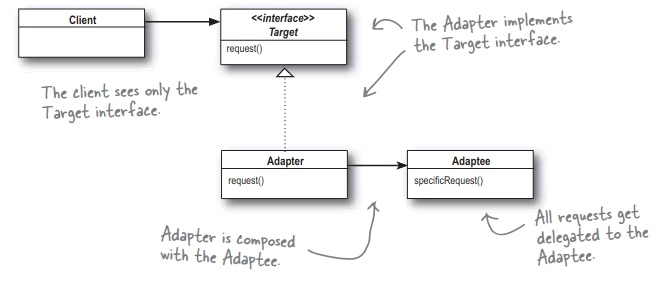 Client
<<interface>>
Target
request()
The Adapter implements
the Target interface.
The client sees only the
Target interface.
Adapter
request()
Adaptee
specificRequest()
Adapter is composed
with the Adaptee.
All requests get
delegated to the
Adaptee.